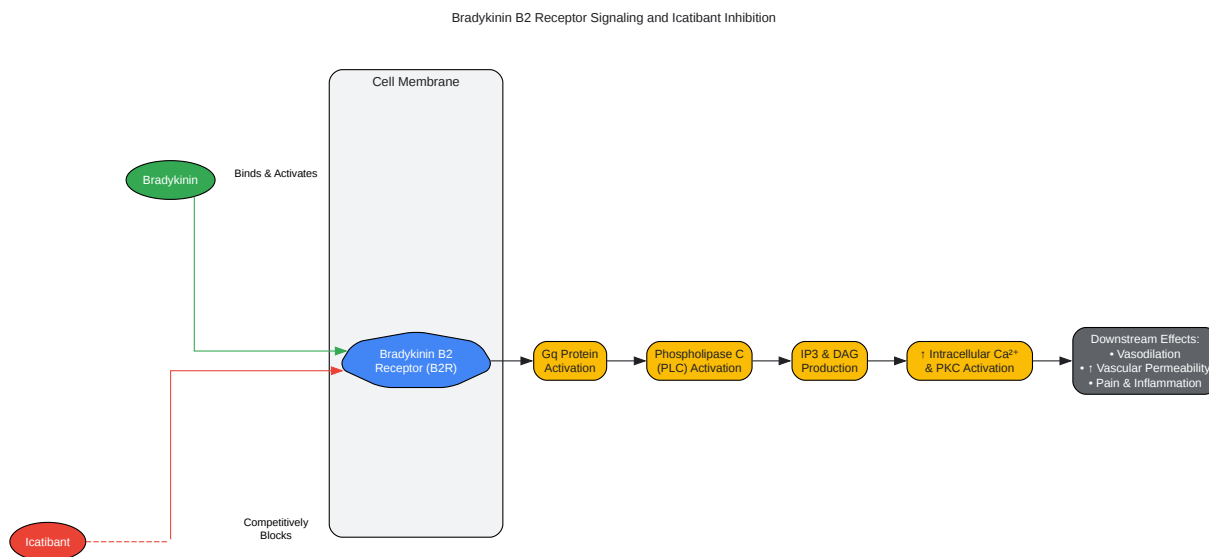 Bradykinin B2 Receptor Signaling and Icatibant Inhibition
Cell Membrane
Bradykinin
Binds & Activates
Bradykinin B2
Receptor (B2R)
Gq Protein
Activation
Phospholipase C
(PLC) Activation
IP3 & DAG
Production
↑ Intracellular Ca²⁺
& PKC Activation
Downstream Effects:
• Vasodilation
• ↑ Vascular Permeability
• Pain & Inflammation
Competitively
Blocks
Icatibant